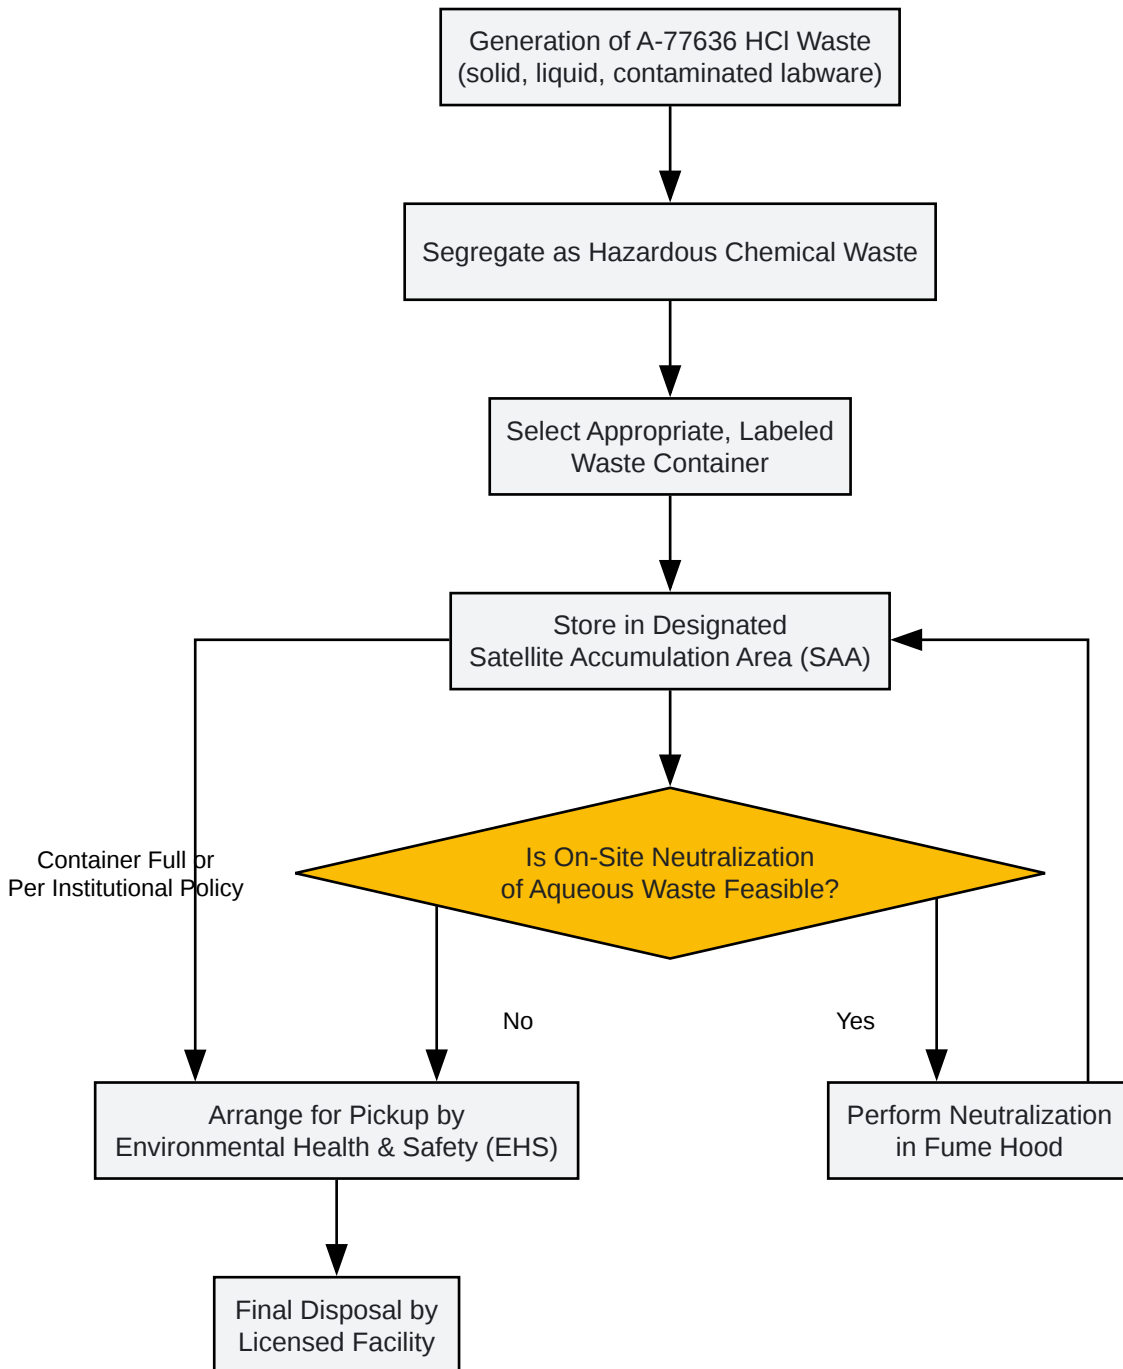 Generation of A-77636 HCl Waste
(solid, liquid, contaminated labware)
Segregate as Hazardous Chemical Waste
Select Appropriate, Labeled
Waste Container
Store in Designated
Satellite Accumulation Area (SAA)
Container Full or
Per Institutional Policy
Is On-Site Neutralization
of Aqueous Waste Feasible?
No
Yes
Arrange for Pickup by
Environmental Health & Safety (EHS)
Perform Neutralization
in Fume Hood
Final Disposal by
Licensed Facility